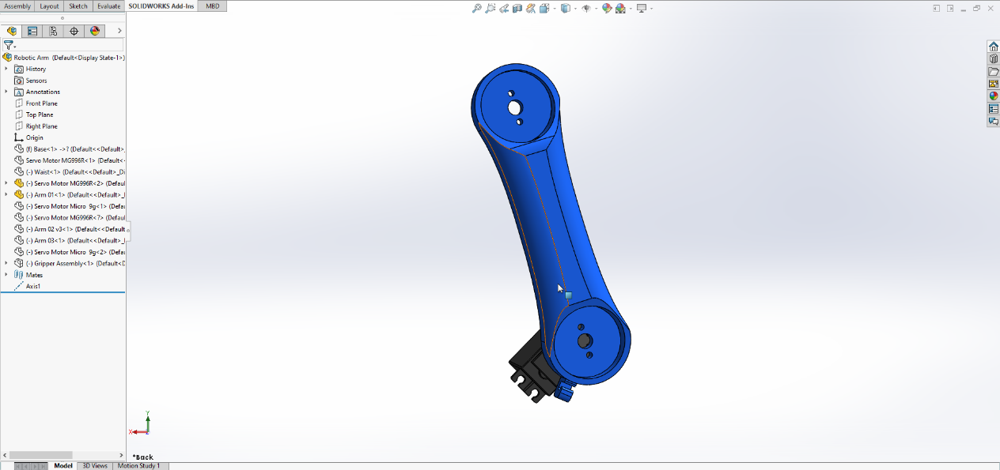 Assembly Layout Sketch Evaluate SOLIDWORKS Add-Ins MBD
Robotic Arm (Default<Display State-1>)
History
Sensors
Annotations
Front Plane
Top Plane
Right Plane
Origin
(f) Base<1> ->? (Default<<Default>_
Servo Motor MG996R<1> (Default<
(-) Waist<1> (Default<<Default>_Di
(-) Servo Motor MG996R<2> (Defaul
(-) Arm 01<1> (Default<<Default>_
(-) Servo Motor Micro 9g<1> (Defau
(-) Servo Motor MG996R<7> (Defaul
(-) Arm 02 v3<1> (Default<<Default
(-) Arm 03<1> (Default<<Default>_
(-) Servo Motor Micro 9g<2> (Defau
(-) Gripper Assembly<1> (Default<D
Mates
Axis1
Y
X
*Back
Model 3D Views Motion Study 1